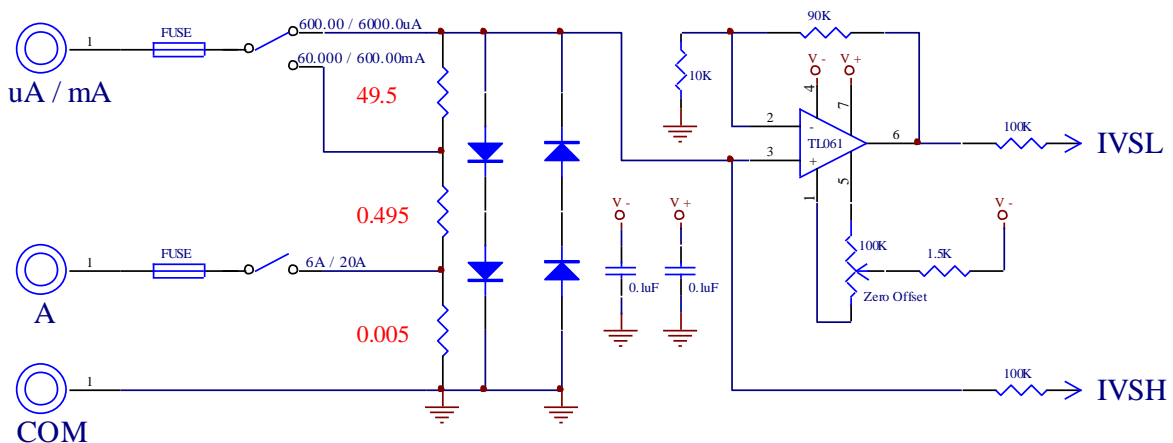 1
FUSE
600.00 / 6000.0uA
60.000 / 600.00mA
uA / mA
49.5
0.495
1
FUSE
6A / 20A
A
0.005
1
COM
90K
10K
V -
V +
4
7
2
-
TL061
3
+
6
1
5
100K
IVSL
V -
V +
0.1uF
0.1uF
V -
100K
1.5K
Zero Offset
100K
IVSH